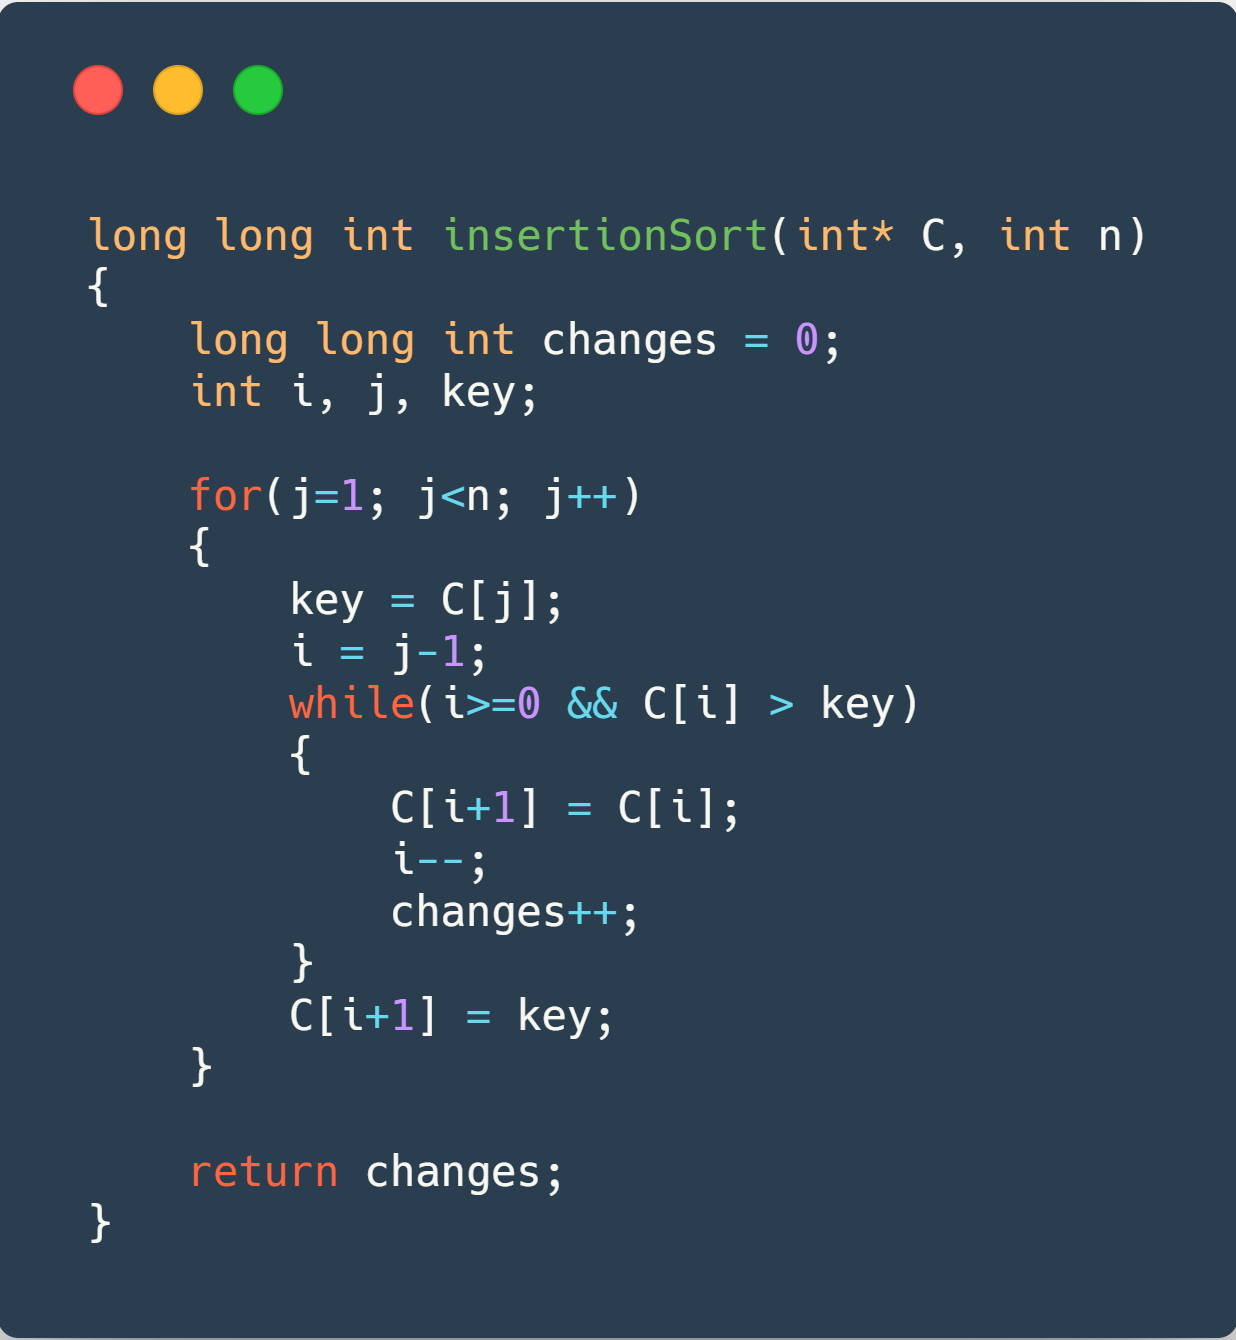 long long int insertionSort(int* C, int n)
{
    long long int changes = 0;
    int i, j, key;

    for(j=1; j<n; j++)
    {
        key = C[j];
        i = j-1;
        while(i>=0 && C[i] > key)
        {
            C[i+1] = C[i];
            i--;
            changes++;
        }
        C[i+1] = key;
    }

    return changes;
}